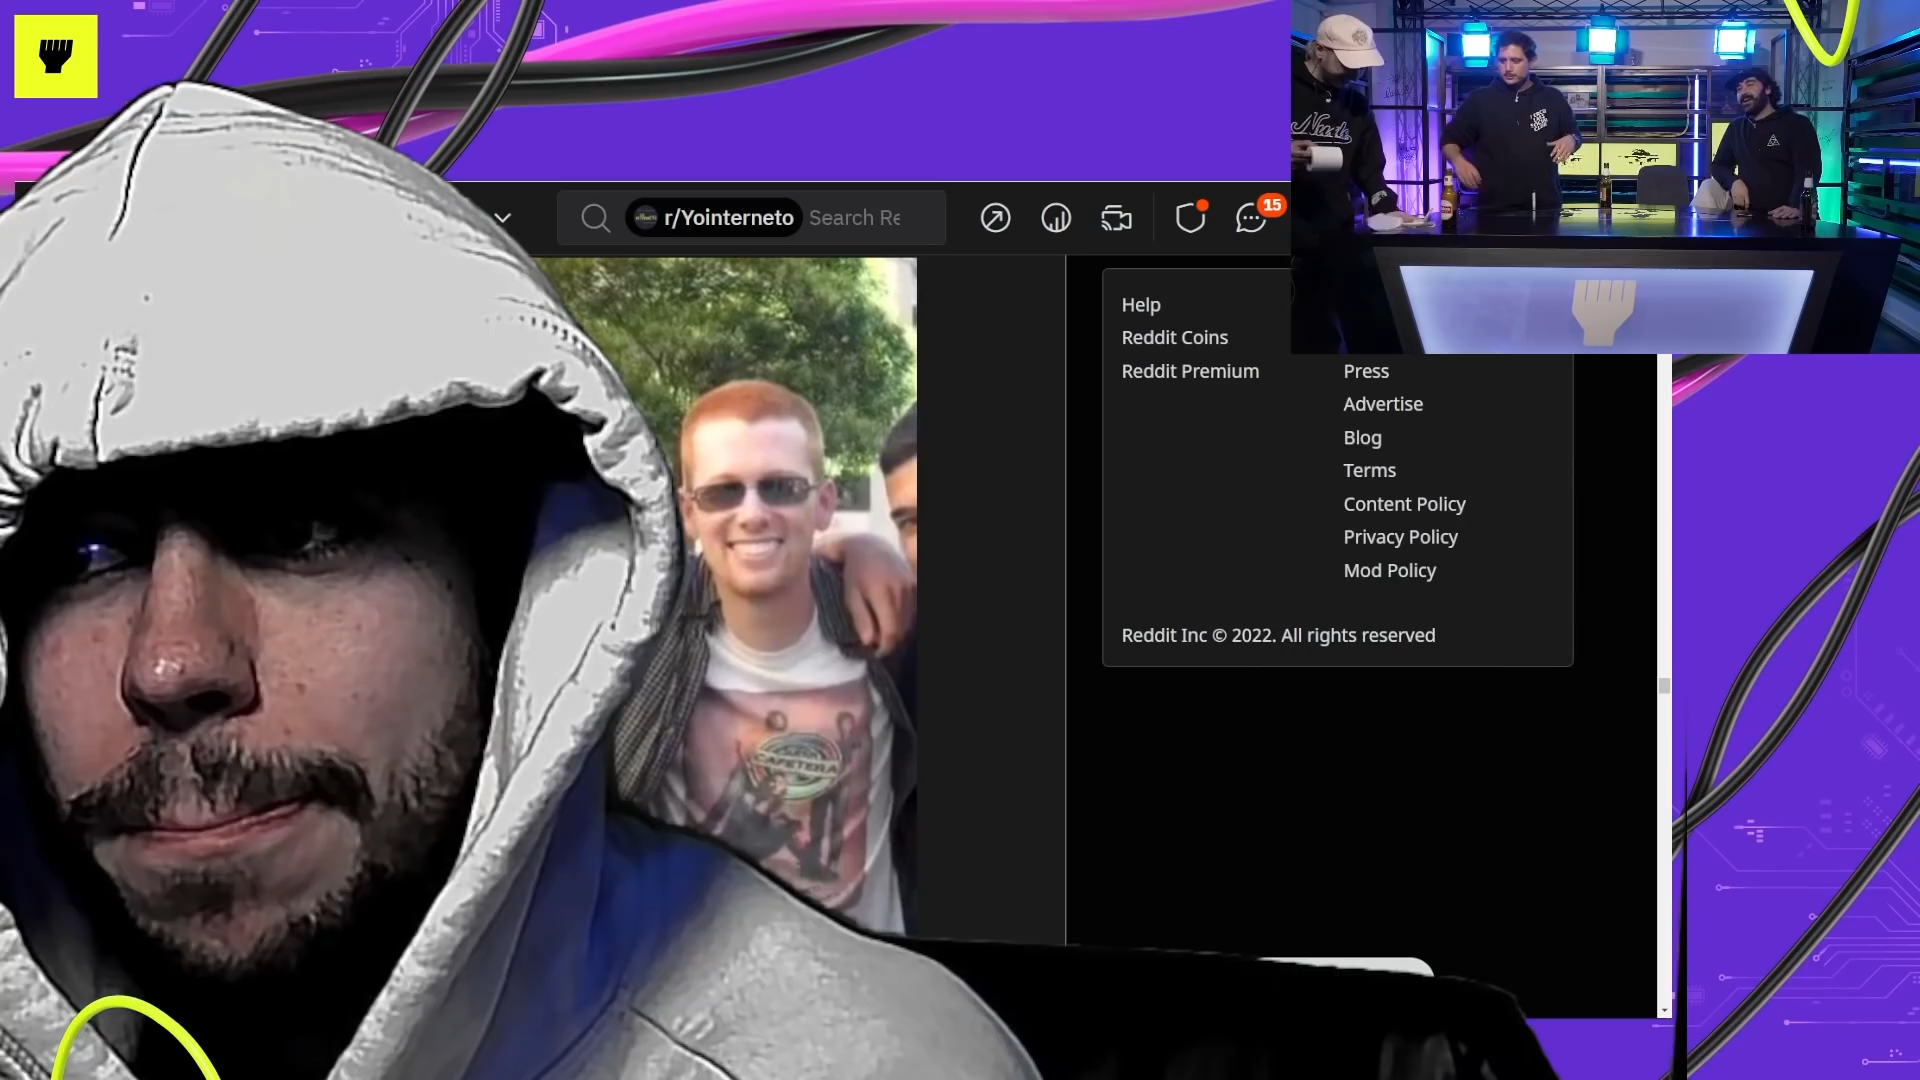 r/Yointerneto
Search Re
15
Help
Reddit Coins
Reddit Premium
Press
Advertise
Blog
Terms
Content Policy
Privacy Policy
Mod Policy
Reddit Inc © 2022. All rights reserved
CAFETERA
Nude